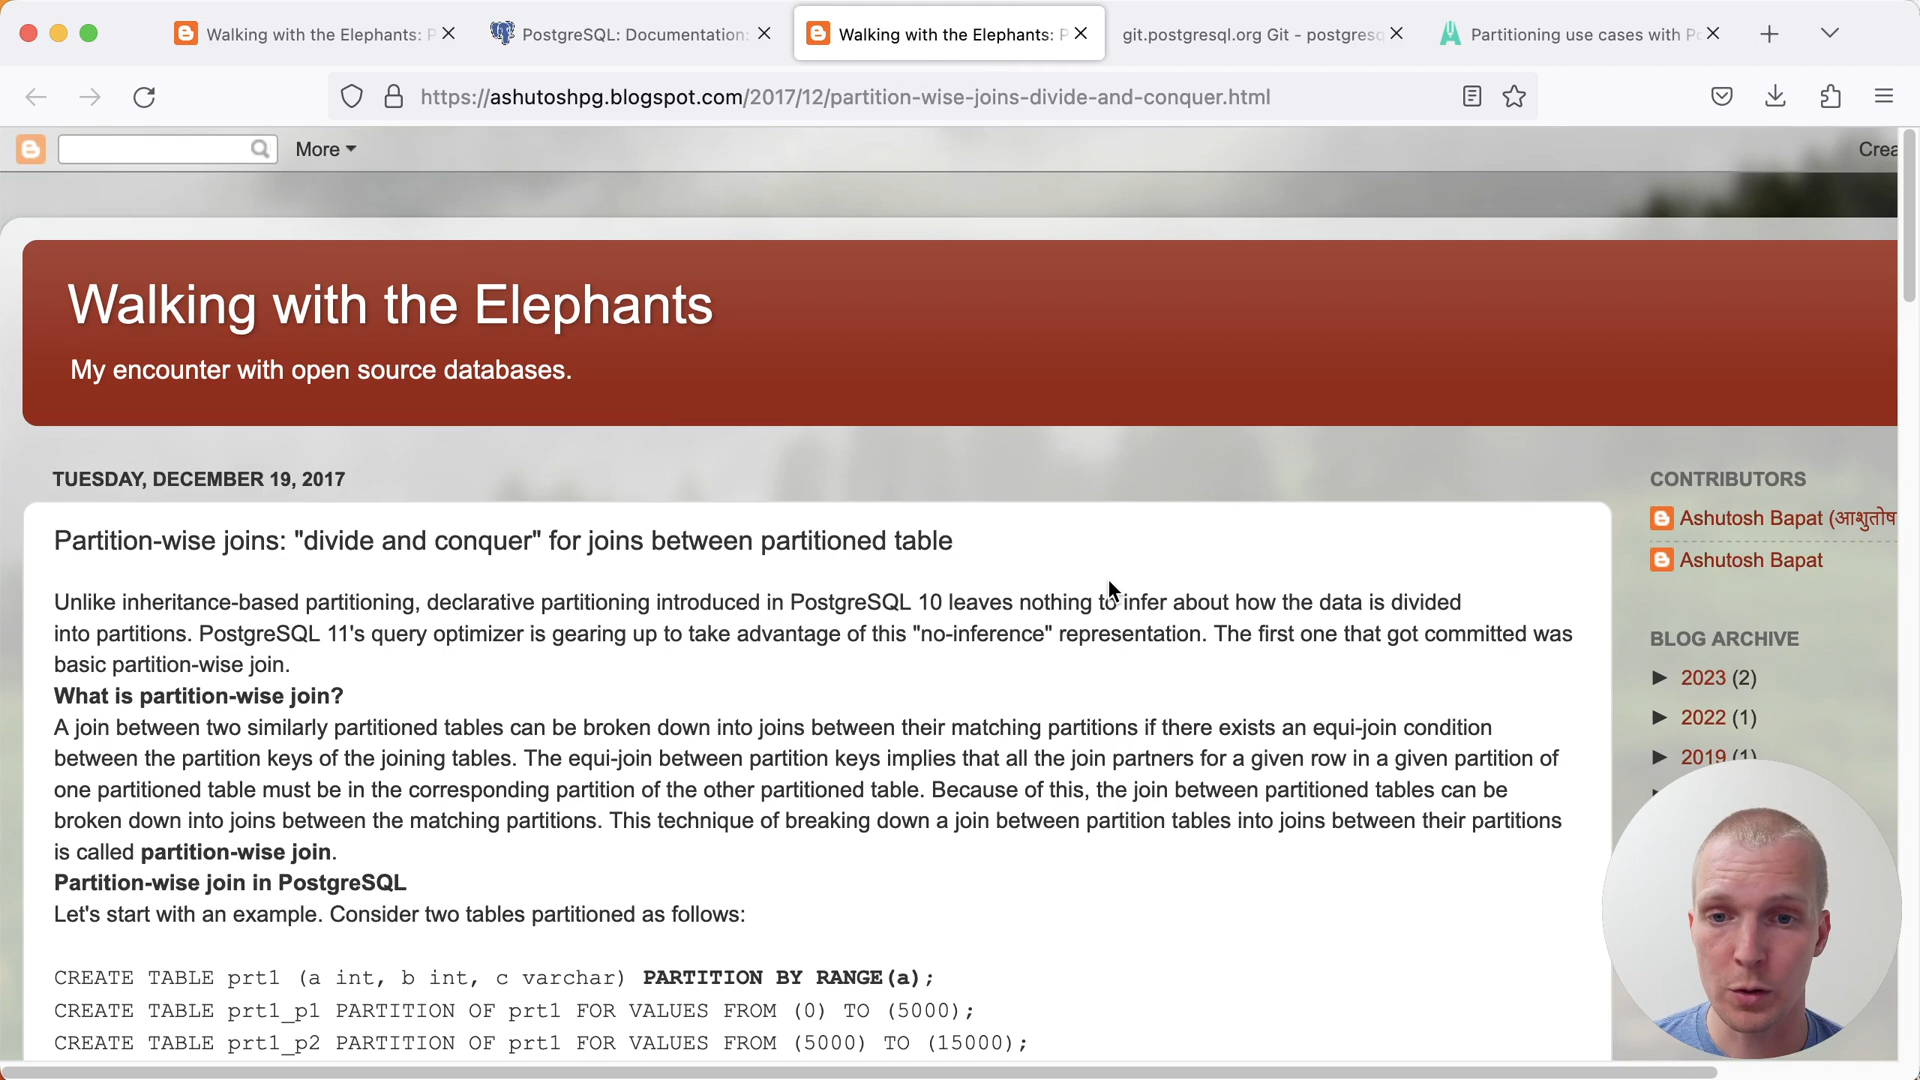 Walking with the Elephants: P
PostgreSQL: Documentation:
Walking with the Elephants: P
git.postgresql.org Git - postgresq
Partitioning use cases with Po
https://ashutoshpg.blogspot.com/2017/12/partition-wise-joins-divide-and-conquer.html
More
Crea
Walking with the Elephants
My encounter with open source databases.
TUESDAY, DECEMBER 19, 2017
Partition-wise joins: "divide and conquer" for joins between partitioned table
Unlike inheritance-based partitioning, declarative partitioning introduced in PostgreSQL 10 leaves nothing to infer about how the data is divided
into partitions. PostgreSQL 11's query optimizer is gearing up to take advantage of this "no-inference" representation. The first one that got committed was
basic partition-wise join.
What is partition-wise join?
A join between two similarly partitioned tables can be broken down into joins between their matching partitions if there exists an equi-join condition
between the partition keys of the joining tables. The equi-join between partition keys implies that all the join partners for a given row in a given partition of
one partitioned table must be in the corresponding partition of the other partitioned table. Because of this, the join between partitioned tables can be
broken down into joins between the matching partitions. This technique of breaking down a join between partition tables into joins between their partitions
is called partition-wise join.
Partition-wise join in PostgreSQL
Let's start with an example. Consider two tables partitioned as follows:
CREATE TABLE prt1 (a int, b int, c varchar) PARTITION BY RANGE(a);
CREATE TABLE prt1_p1 PARTITION OF prt1 FOR VALUES FROM (0) TO (5000);
CREATE TABLE prt1_p2 PARTITION OF prt1 FOR VALUES FROM (5000) TO (15000);
CONTRIBUTORS
Ashutosh Bapat (आशुतोष
Ashutosh Bapat
BLOG ARCHIVE
► 2023 (2)
► 2022 (1)
► 2019 (1)